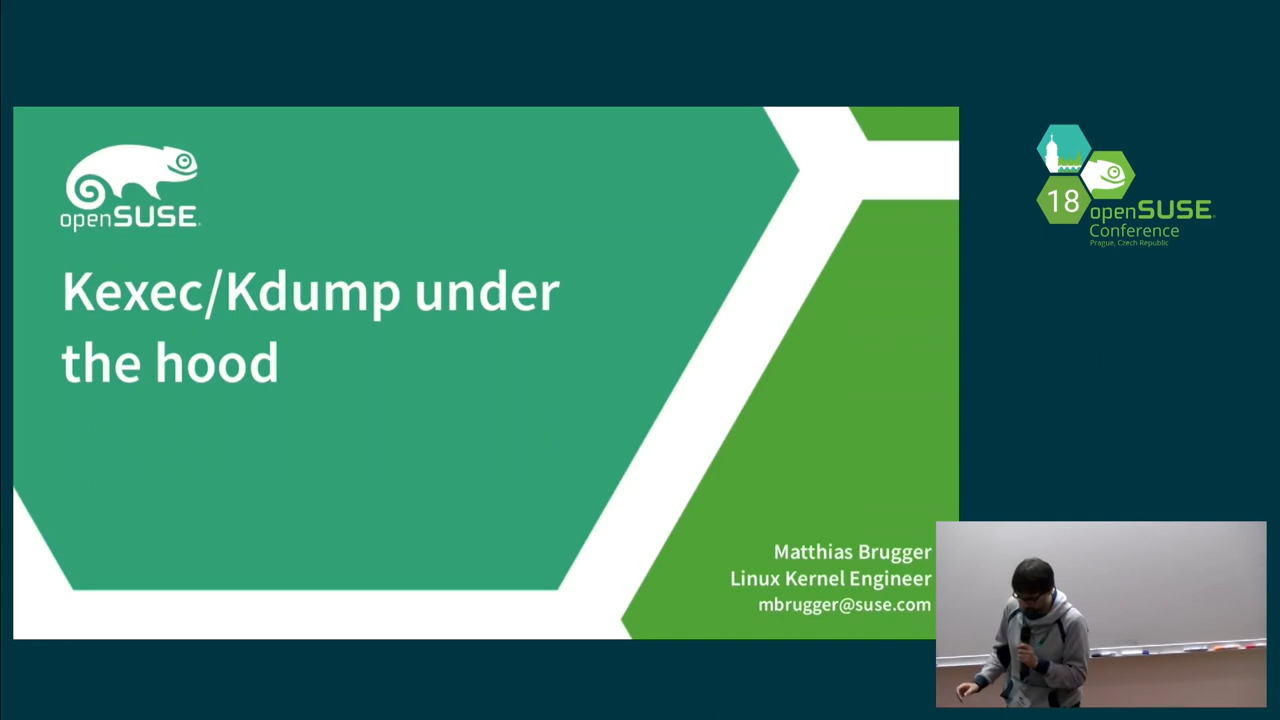 openSUSE
Kexec/Kdump under
the hood
Matthias Brugger
Linux Kernel Engineer
mbrugger@suse.com
18
openSUSE
Conference
Prague, Czech Republic